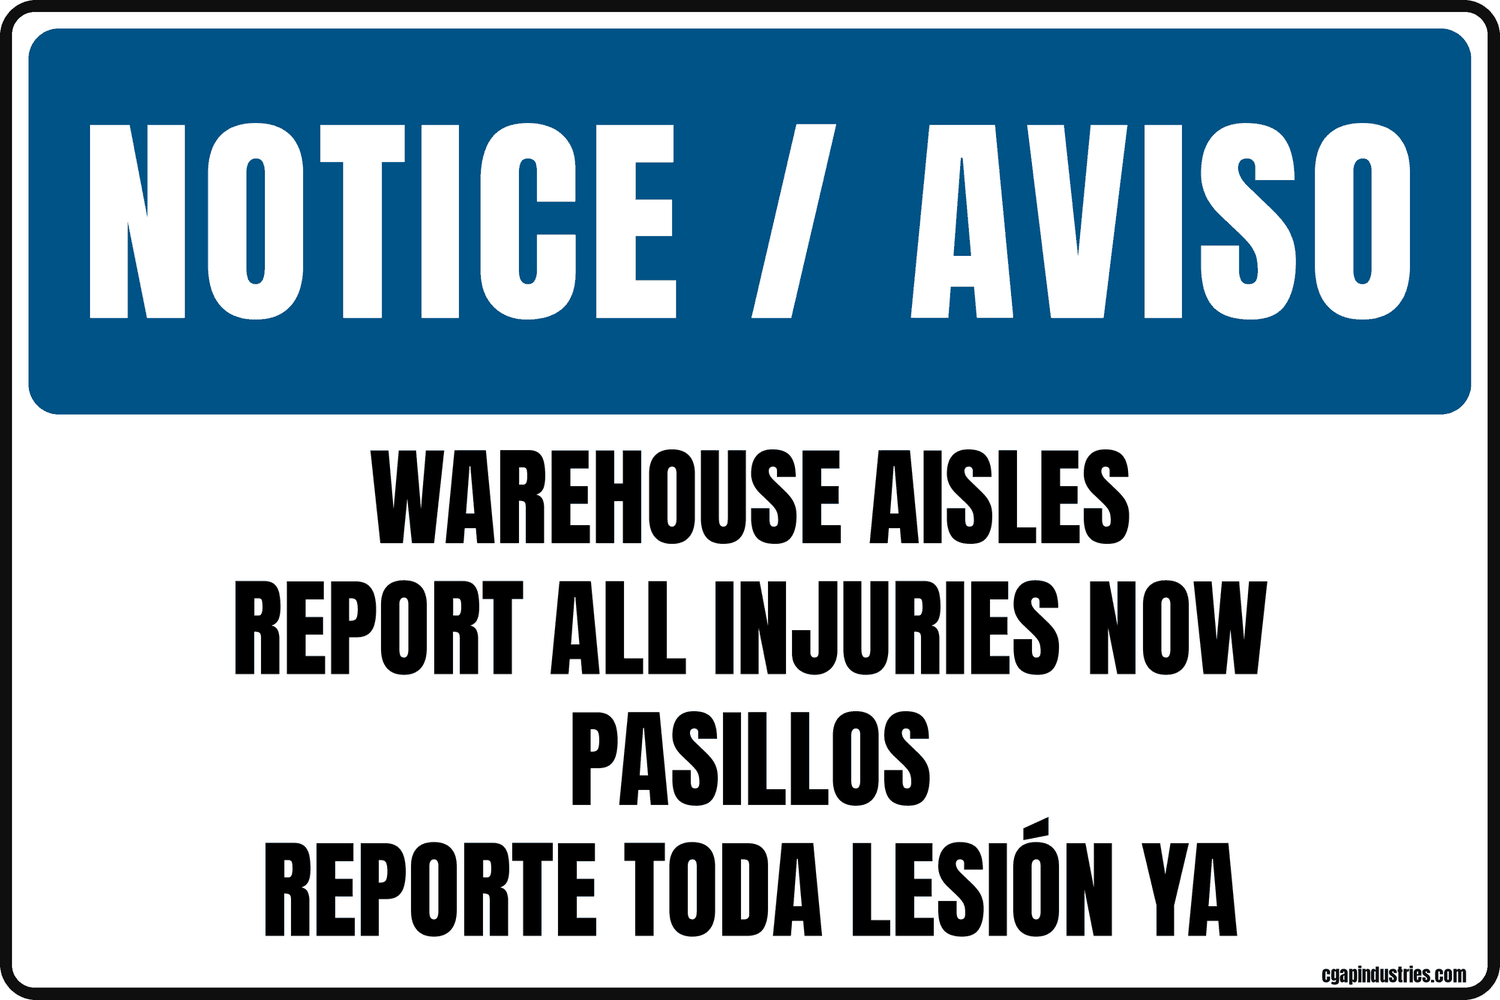 NOTICE / AVISO
WAREHOUSE AISLES
REPORT ALL INJURIES NOW
PASILLOS
REPORTE TODA LESIÓN YA
cgapindustries.com